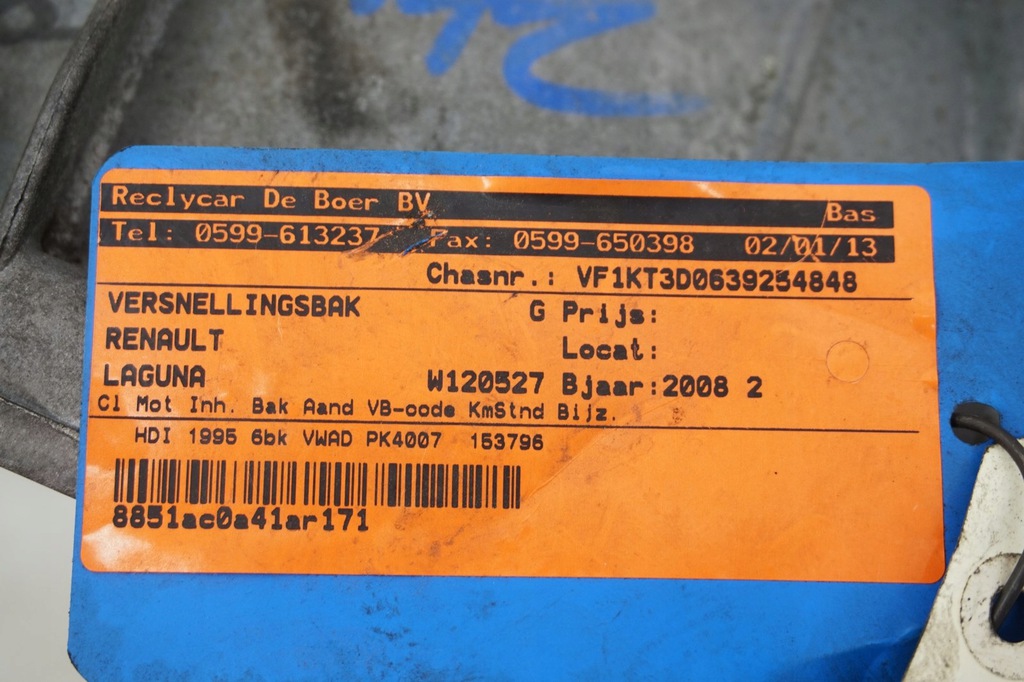 Reclycar De Boer BV
Bas
Tel: 0599-613237 Fax: 0599-650398 02/01/13
Chasnr.: VF1KT3D0639254848
VERSNELLINGSBAK G Prijs:
RENAULT Locat:
LAGUNA W120527 Bjaar:2008 2
Cl Mot Inh. Bak Aand VB-code KmStnd Bijz.
HDI 1995 6bk VWAD PK4007 153796
8851ac0a41ar171